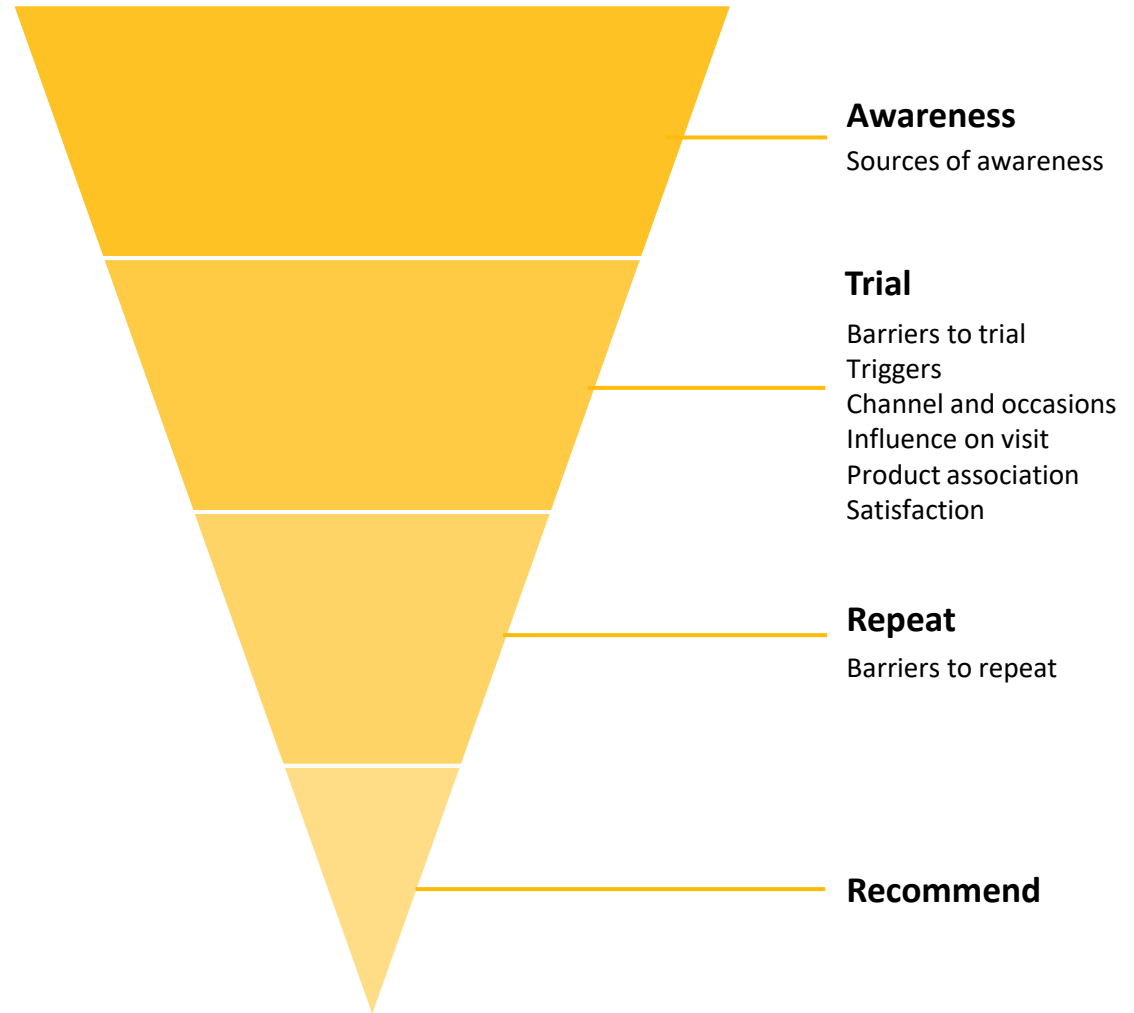 Awareness
Sources of awareness
Trial
Barriers to trial
Triggers
Channel and occasions
Influence on visit
Product association
Satisfaction
Repeat
Barriers to repeat
Recommend